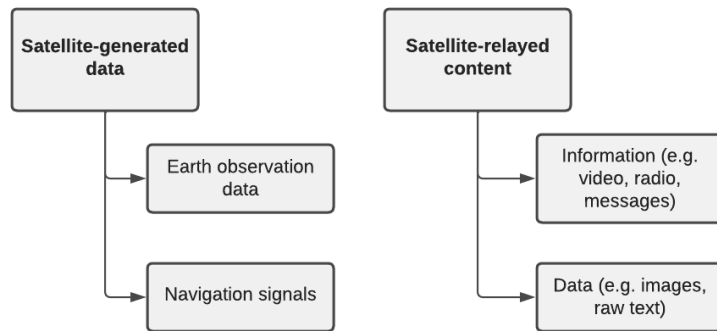 Satellite-generated
data
Earth observation
data
Navigation signals
Satellite-relayed
content
Information (e.g.
video, radio,
messages)
Data (e.g. images,
raw text)